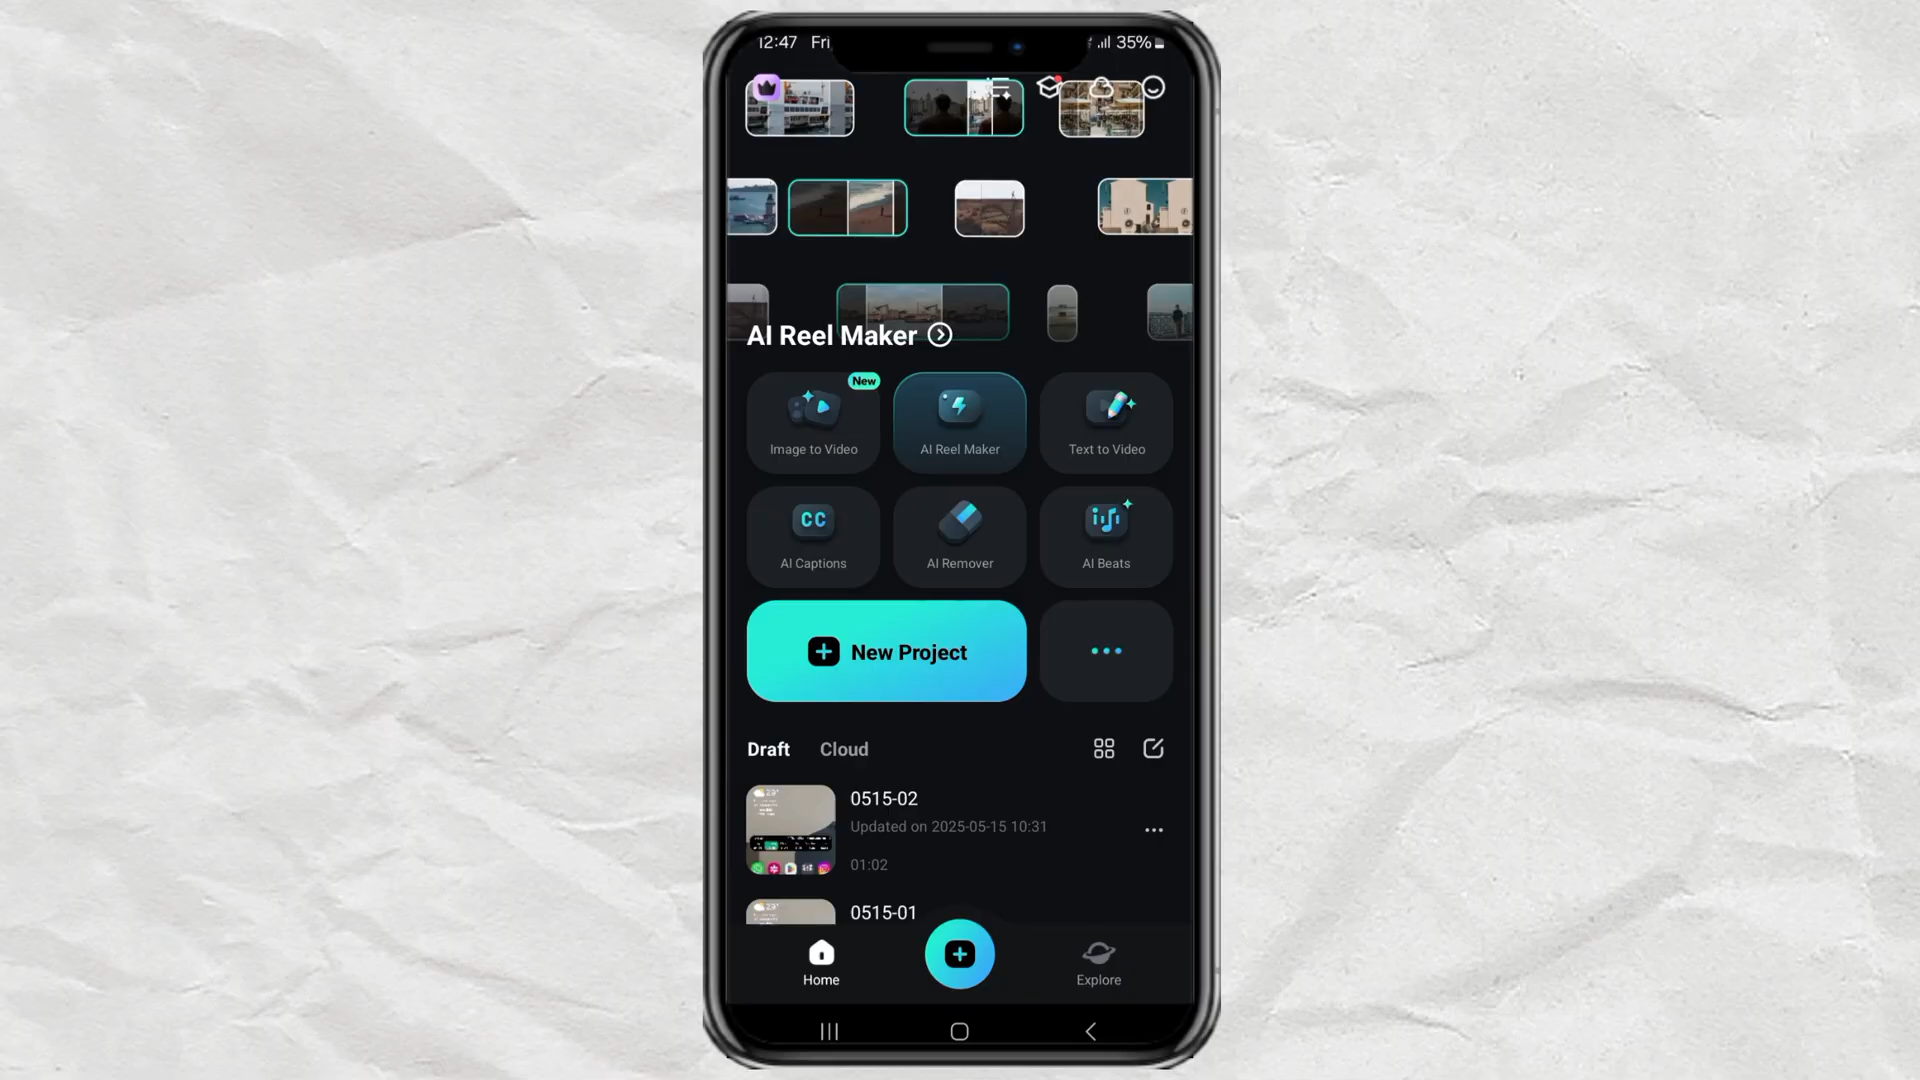 12:47 Fri 35%
AI Reel Maker
New
Image to Video AI Reel Maker Text to Video
CC
AI Captions AI Remover AI Beats
New Project
Draft Cloud
0515-02
Updated on 2025-05-15 10:31
01:02
0515-01
Home Explore